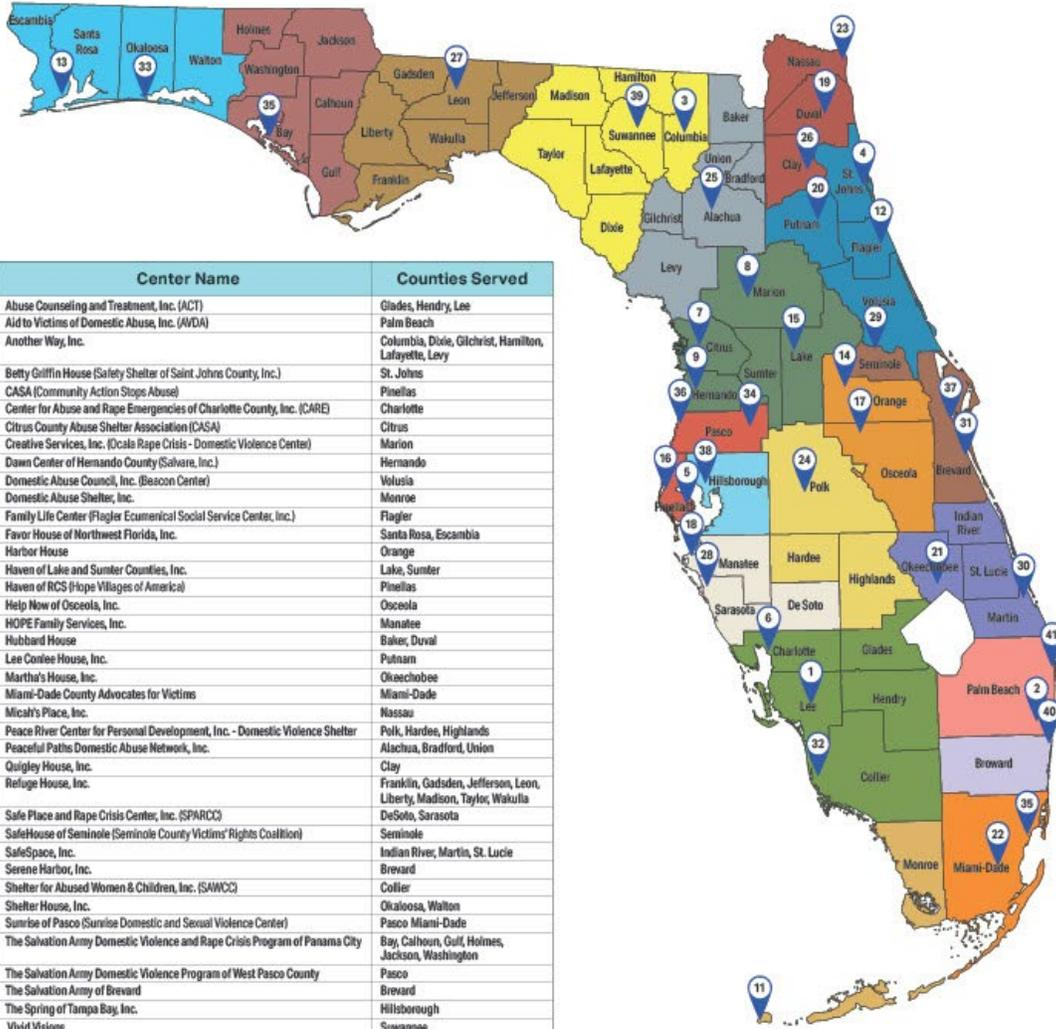 Escambia
Santa
Rosa
Okaloosa
Walton
13
33
Holmes
Jackson
Washington
Calhoun
35
Bay
Gulf
27
Gadsden
Leon
Jefferson
Liberty
Wakulla
Franklin
Hamilton
Madison
39
3
Suwannee
Columbia
Taylor
Lafayette
Dixie
Baker
Union
Bradford
25
Gilchrist
Alachua
Levy
23
Nassau
19
Duval
26
Clay
4
St.
Johns
20
Putnam
12
Flagler
Volusia
29
8
Marion
7
15
Citrus
9
Lake
Sumter
36
Hernando
34
14
Seminole
17
Orange
37
31
Brevard
Pasco
16
38
5
Hillsborough
Pinellas
24
Polk
Osceola
18
28
Manatee
Hardee
Highlands
Indian
River
21
Okeechobee
St. Lucie
30
Sarasota
De Soto
Martin
6
Charlotte
Glades
41
1
Lee
Hendry
Palm Beach
2
40
32
Collier
Broward
35
22
Monroe
Miami-Dade
11
Center Name Counties Served
Abuse Counseling and Treatment, Inc. (ACT) Glades, Hendry, Lee
Aid to Victims of Domestic Abuse, Inc. (AVDA) Palm Beach
Another Way, Inc. Columbia, Dixie, Gilchrist, Hamilton,
Lafayette, Levy
Betty Griffin House (Safety Shelter of Saint Johns County, Inc.) St. Johns
CASA (Community Action Stops Abuse) Pinellas
Center for Abuse and Rape Emergencies of Charlotte County, Inc. (CARE) Charlotte
Citrus County Abuse Shelter Association (CASA) Citrus
Creative Services, Inc. (Ocala Rape Crisis - Domestic Violence Center) Marion
Dawn Center of Hernando County (Salvare, Inc.) Hernando
Domestic Abuse Council, Inc. (Beacon Center) Volusia
Domestic Abuse Shelter, Inc. Monroe
Family Life Center (Flagler Ecumenical Social Service Center, Inc.) Flagler
Favor House of Northwest Florida, Inc. Santa Rosa, Escambia
Harbor House Orange
Haven of Lake and Sumter Counties, Inc. Lake, Sumter
Haven of RCS (Hope Villages of America) Pinellas
Help Now of Osceola, Inc. Osceola
HOPE Family Services, Inc. Manatee
Hubbard House Baker, Duval
Lee Conlee House, Inc. Putnam
Martha's House, Inc. Okeechobee
Miami-Dade County Advocates for Victims Miami-Dade
Micah's Place, Inc. Nassau
Peace River Center for Personal Development, Inc. - Domestic Violence Shelter Polk, Hardee, Highlands
Peaceful Paths Domestic Abuse Network, Inc. Alachua, Bradford, Union
Quigley House, Inc. Clay
Refuge House, Inc. Franklin, Gadsden, Jefferson, Leon,
Liberty, Madison, Taylor, Wakulla
Safe Place and Rape Crisis Center, Inc. (SPARCC) DeSoto, Sarasota
SafeHouse of Seminole (Seminole County Victims' Rights Coalition) Seminole
SafeSpace, Inc. Indian River, Martin, St. Lucie
Serene Harbor, Inc. Brevard
Shelter for Abused Women & Children, Inc. (SAWCC) Collier
Shelter House, Inc. Okaloosa, Walton
Sunrise of Pasco (Sunrise Domestic and Sexual Violence Center) Pasco Miami-Dade
The Salvation Army Domestic Violence and Rape Crisis Program of Panama City Bay, Calhoun, Gulf, Holmes,
Jackson, Washington
The Salvation Army Domestic Violence Program of West Pasco County Pasco
The Salvation Army of Brevard Brevard
The Spring of Tampa Bay, Inc. Hillsborough
Vivid Visions Suwannee